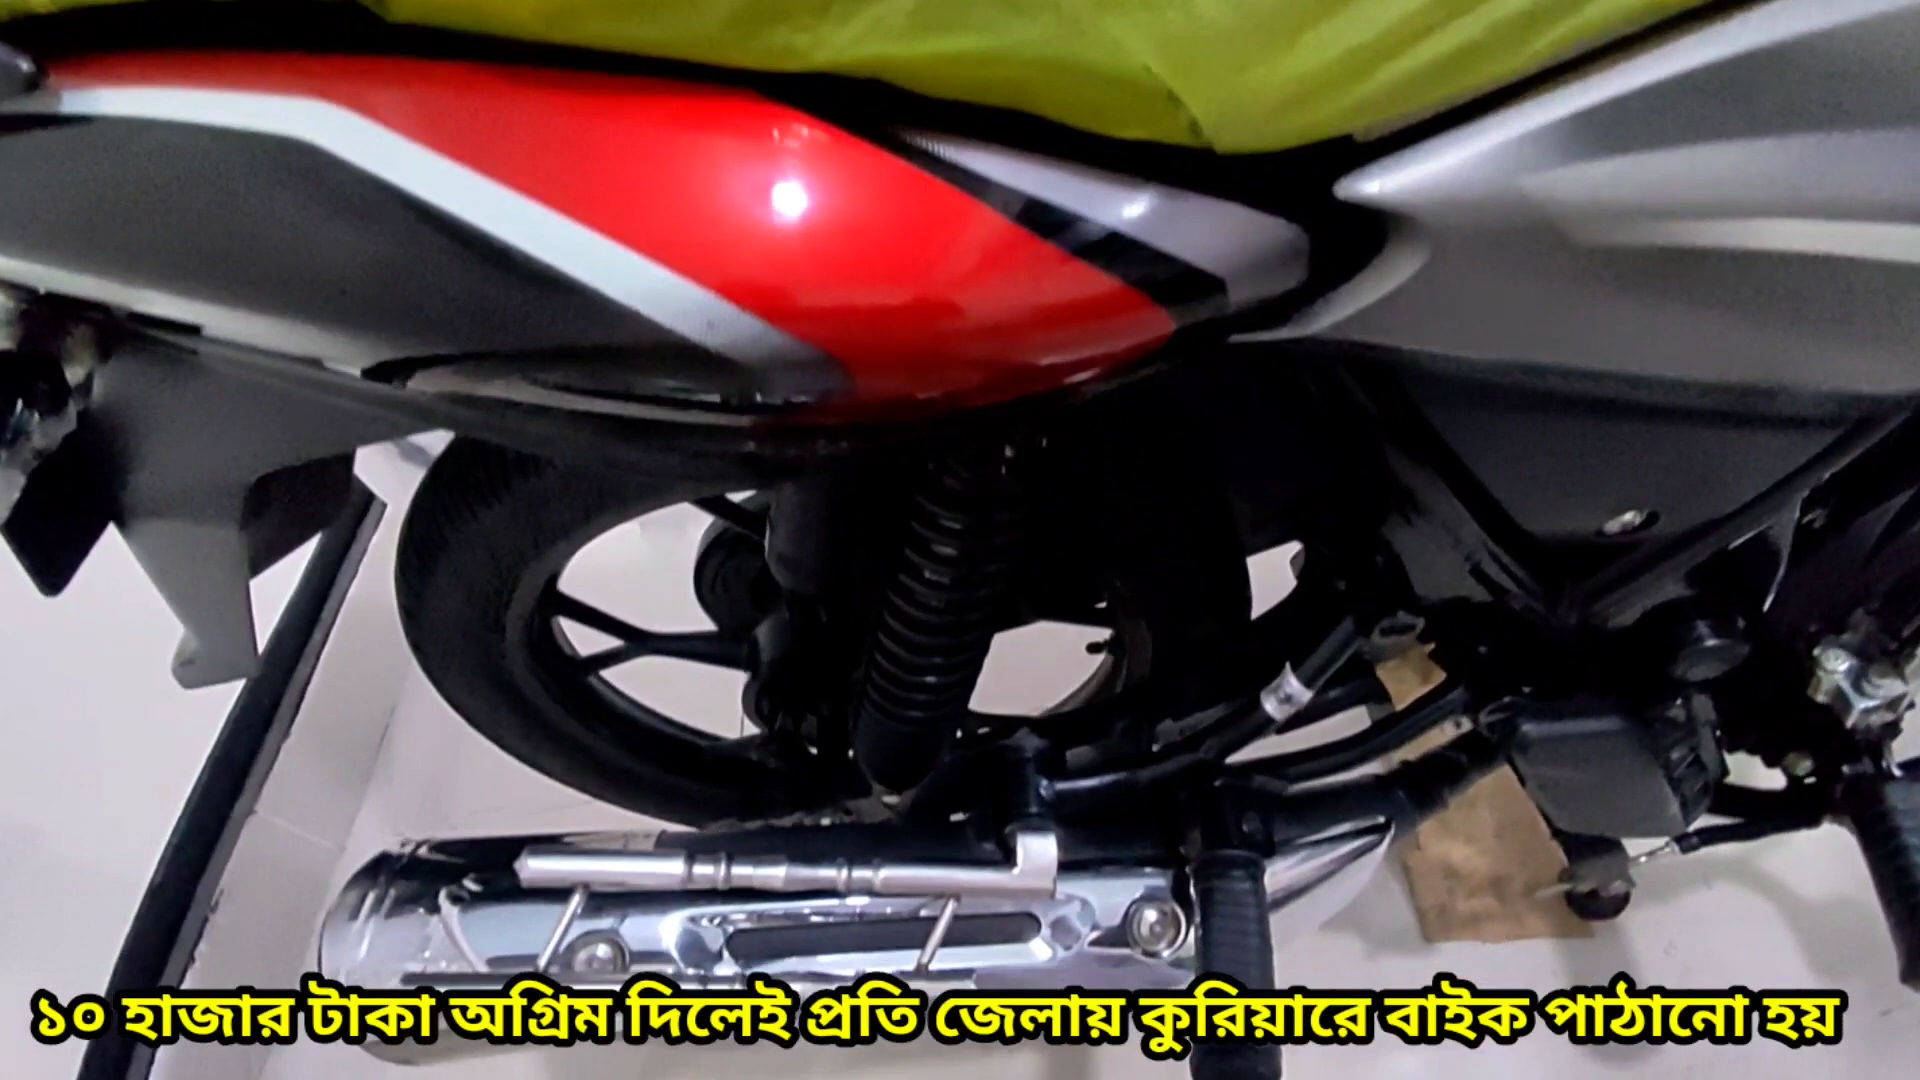 ১০ হাজার টাকা অগ্রিম দিলেই প্রতি জেলায় কুরিয়ারে বাইক পাঠানো হয়